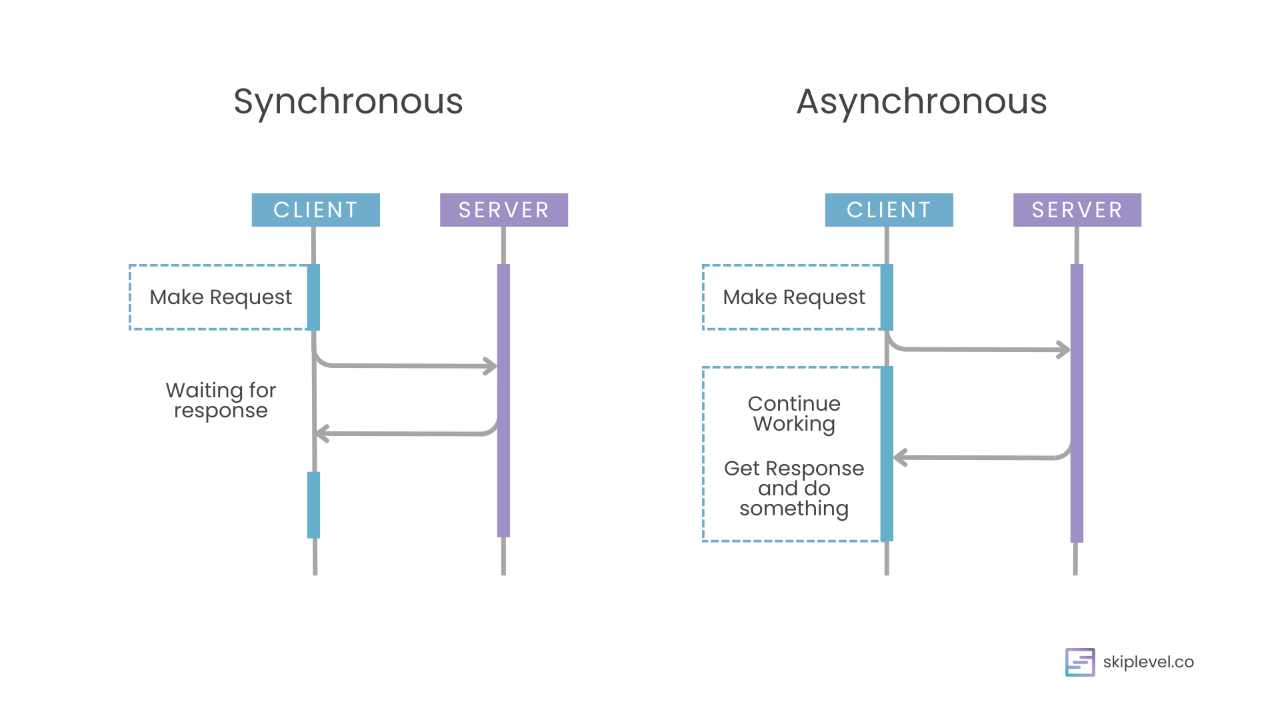 Synchronous
Asynchronous
CLIENT
SERVER
CLIENT
SERVER
Make Request
Waiting for
response
Make Request
Continue
Working
Get Response
and do
something
skiplevel.co